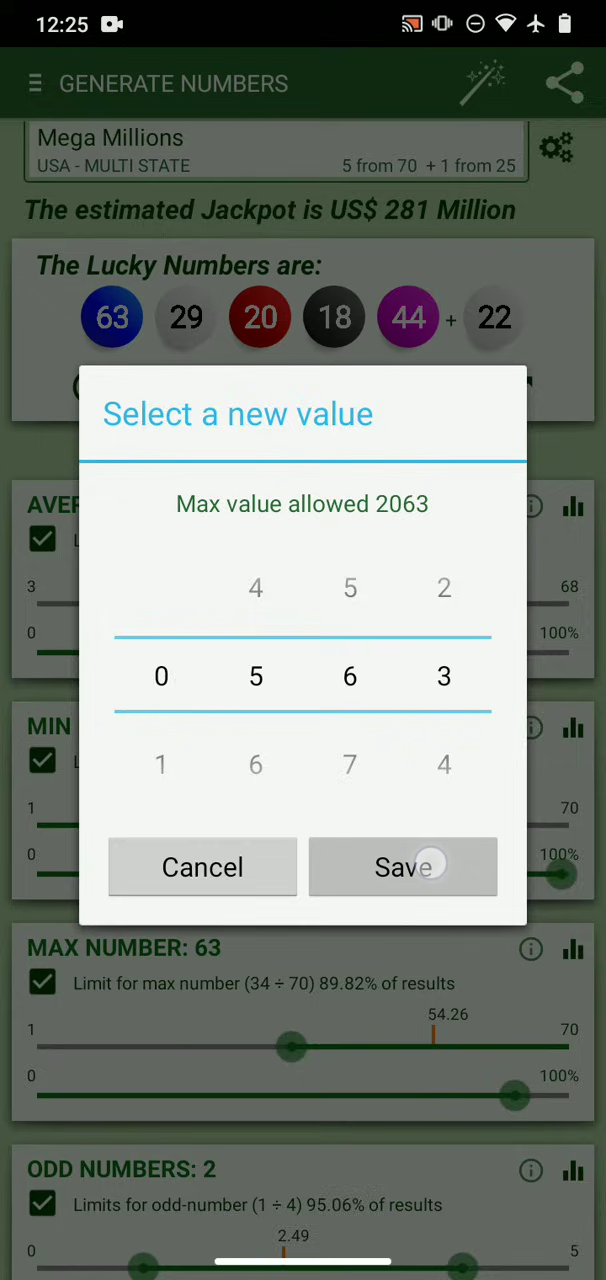 12:25
GENERATE NUMBERS
Mega Millions
USA - MULTI STATE 5 from 70 + 1 from 25
The estimated Jackpot is US$ 281 Million
The Lucky Numbers are:
63 29 20 18 44 + 22
Select a new value
Max value allowed 2063
4 5 2
0 5 6 3
1 6 7 4
Cancel Save
3 68
0 100%
MIN
1 70
0 100%
MAX NUMBER: 63
Limit for max number (34 ÷ 70) 89.82% of results
54.26
1 70
0 100%
ODD NUMBERS: 2
Limits for odd-number (1 ÷ 4) 95.06% of results
2.49
0 5